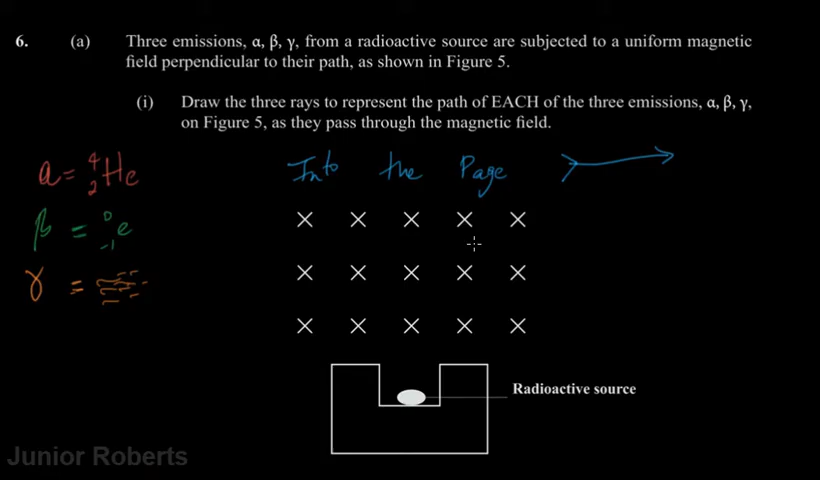 6. (a) Three emissions, α, β, γ, from a radioactive source are subjected to a uniform magnetic
field perpendicular to their path, as shown in Figure 5.
(i) Draw the three rays to represent the path of EACH of the three emissions, α, β, γ,
on Figure 5, as they pass through the magnetic field.
Into the Page
α = ⁴₂He
β = ⁰₋₁e
γ =
× × × × ×
× × × × ×
× × × × ×
Radioactive source
Junior Roberts